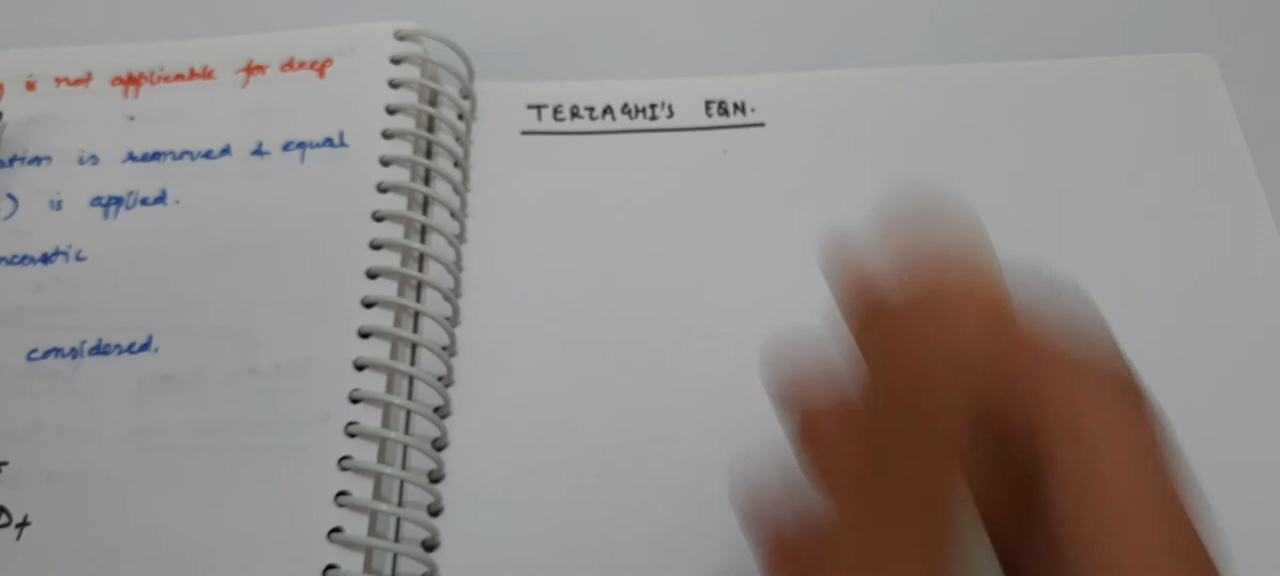 is not applicable for deep
is removed & equal
) is applied.
considered.
TERZAGHI'S EQN.